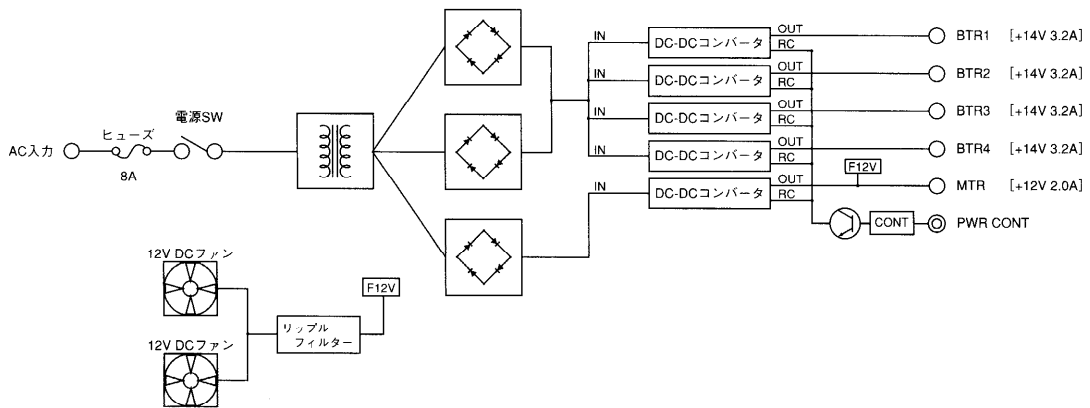 IN
DC-DCコンバータ
OUT
RC
BTR1 [+14V 3.2A]
IN
DC-DCコンバータ
OUT
RC
BTR2 [+14V 3.2A]
IN
DC-DCコンバータ
OUT
RC
BTR3 [+14V 3.2A]
IN
DC-DCコンバータ
OUT
RC
BTR4 [+14V 3.2A]
IN
DC-DCコンバータ
OUT
RC
F12V
MTR [+12V 2.0A]
CONT
PWR CONT
AC入力
ヒューズ
8A
電源SW
12V DCファン
12V DCファン
リップル
フィルター
F12V